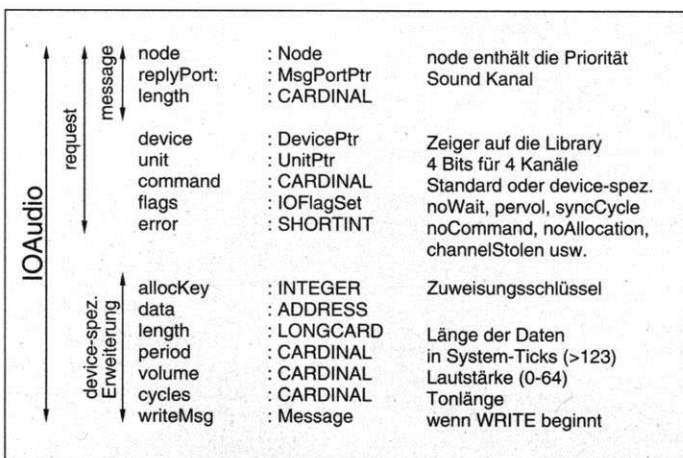 IOAudio
request
message
device-spez.
Erweiterung
node : Node node enthält die Priorität
replyPort: : MsgPortPtr Sound Kanal
length : CARDINAL
device : DevicePtr Zeiger auf die Library
unit : UnitPtr 4 Bits für 4 Kanäle
command : CARDINAL Standard oder device-spez.
flags : IOFlagSet noWait, pervol, syncCycle
error : SHORTINT noCommand, noAllocation,
channelStolen usw.
allocKey : INTEGER Zuweisungsschlüssel
data : ADDRESS
length : LONGCARD Länge der Daten
period : CARDINAL in System-Ticks (>123)
volume : CARDINAL Lautstärke (0-64)
cycles : CARDINAL Tonlänge
writeMsg : Message wenn WRITE beginnt